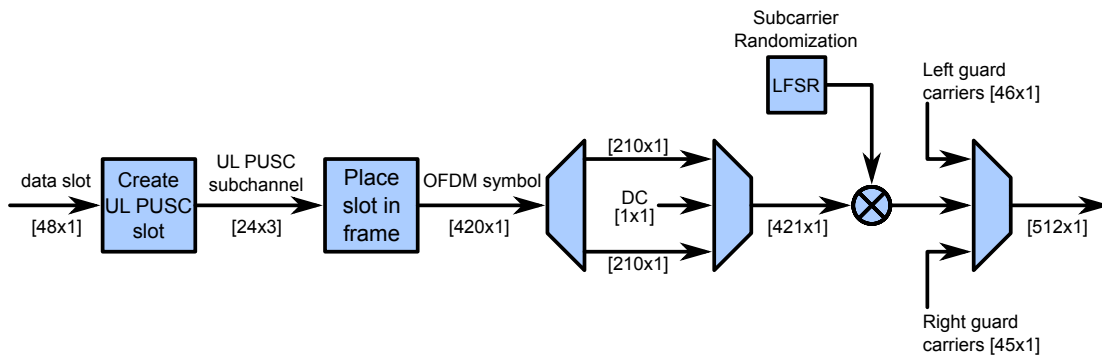 Subcarrier
Randomization
LFSR
Left guard
carriers [46x1]
data slot
[48x1]
Create
UL PUSC
slot
UL PUSC
subchannel
[24x3]
Place
slot in
frame
OFDM symbol
[420x1]
[210x1]
DC
[1x1]
[210x1]
[421x1]
[512x1]
Right guard
carriers [45x1]